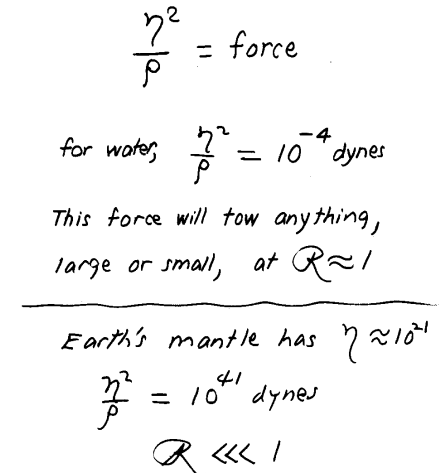 η²/ρ = force
for water, η²/ρ = 10⁻⁴ dynes
This force will tow anything,
large or small, at R ≈ 1
Earth's mantle has η ≈ 10²¹
η²/ρ = 10⁴¹ dynes
R <<< 1